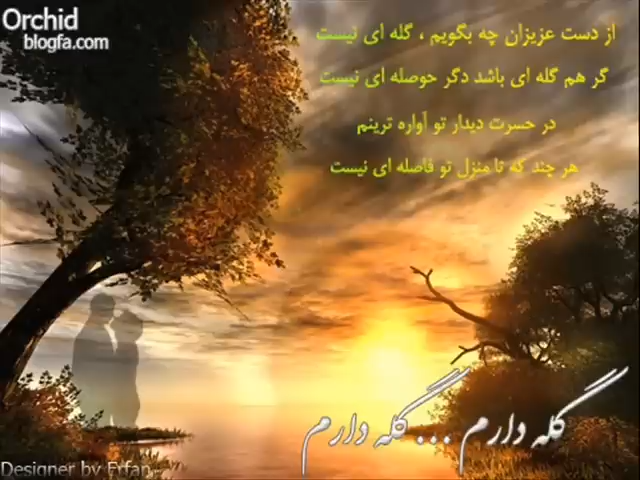 Orchid
blogfa.com
از دست عزیزان چه بگویم ، گله ای نیست
گر هم گله ای باشد دگر حوصله ای نیست
در حسرت دیدار تو آواره ترینم
هر چند که تا منزل تو فاصله ای نیست
گله دارم ... گله دارم
Designer by Erfan